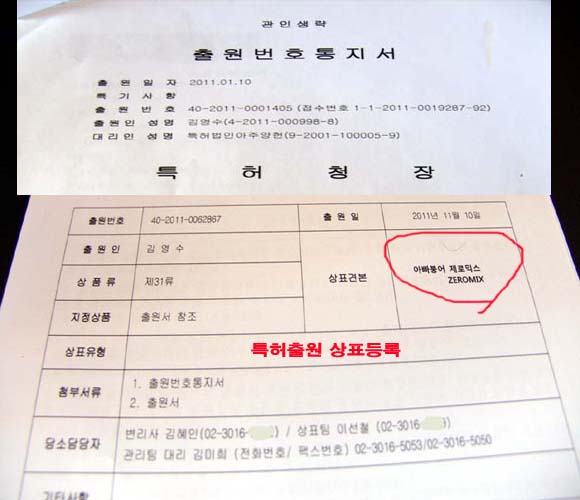 관인생략
출원번호통지서
출원일자 2011.01.10
특기사항
출원번호 40-2011-0001405 (접수번호 1-1-2011-0019287-92)
출원인성명 김영수(4-2011-000998-8)
대리인성명 특허법인아주양헌(9-2001-100005-9)
특허청장
출원번호 40-2011-0062867 출원일 2011년 11월 10일
출원인 김영수 상표견본 아빠붕어 제로믹스
ZEROMIX
상품류 제31류
지정상품 출원서 참조
상표유형 특허출원 상표등록
첨부서류 1. 출원번호통지서
2. 출원서
당소담당자 변리사 김혜인(02-3016- ) / 상표팀 이선철 (02-3016- )
관리팀 대리 김미희 (전화번호/ 팩스번호) 02-3016-5053/02-3016-5050
기타사항